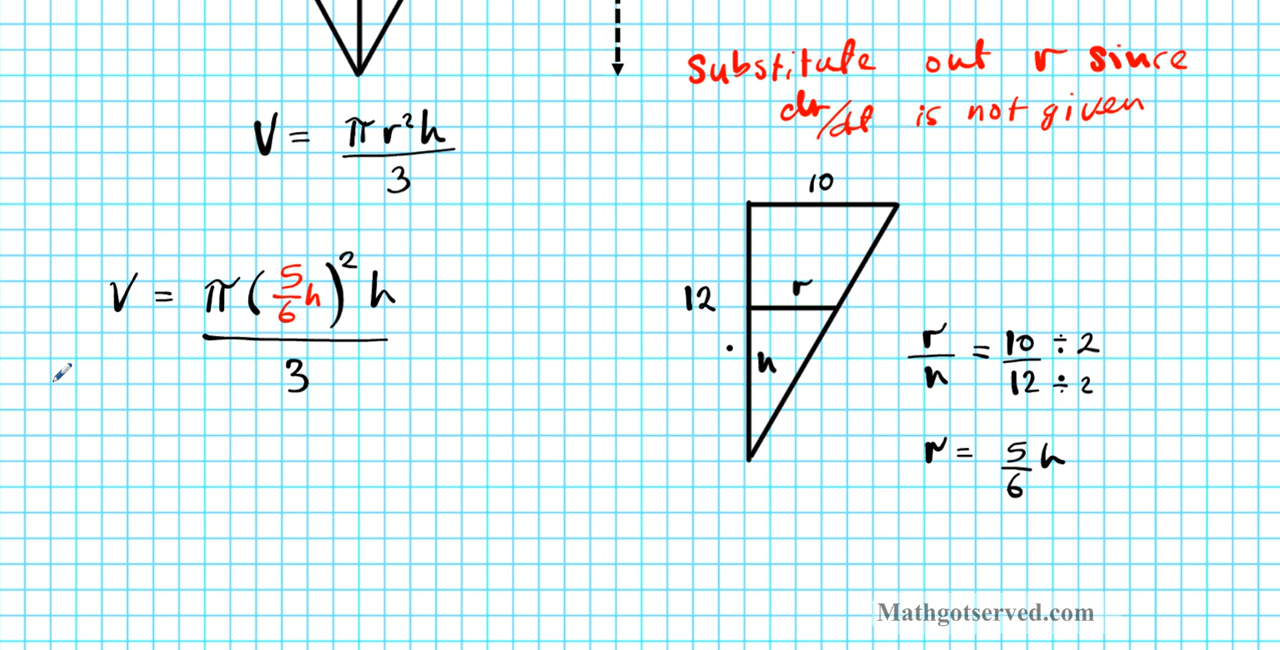 Substitute out r since
dr/dt is not given
V = πr²h
3
10
V = π(5/6 h)² h
3
12
r
h
r/h = 10 ÷ 2
12 ÷ 2
r = 5/6 h
Mathgotserved.com